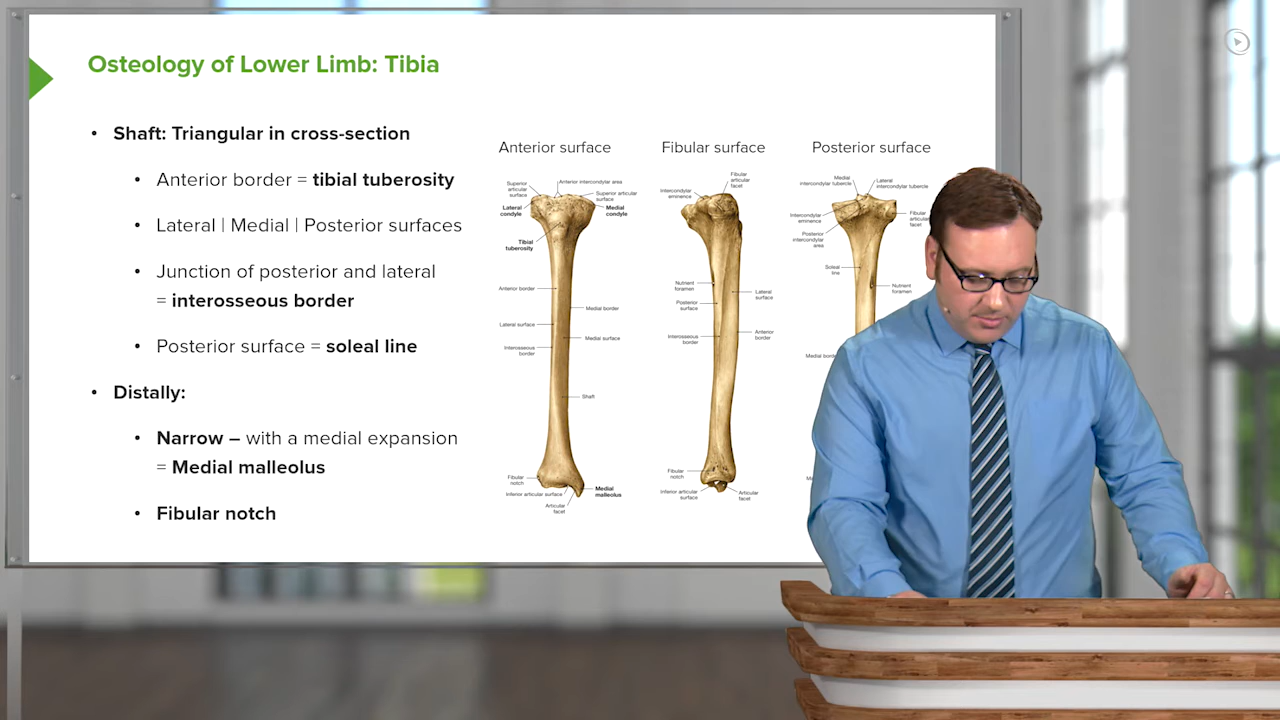 Osteology of Lower Limb: Tibia
• Shaft: Triangular in cross-section
• Anterior border = tibial tuberosity
• Lateral | Medial | Posterior surfaces
• Junction of posterior and lateral
= interosseous border
• Posterior surface = soleal line
• Distally:
• Narrow – with a medial expansion
= Medial malleolus
• Fibular notch
Anterior surface
Superior
articular
surface
Anterior intercondylar area
Superior articular
surface
Lateral
condyle
Medial
condyle
Tibial
tuberosity
Anterior border
Medial border
Lateral surface
Medial surface
Interosseous
border
Shaft
Fibular
notch
Inferior articular surface
Medial
malleolus
Articular
facet
Fibular surface
Fibular
articular
facet
Intercondylar
eminence
Nutrient
foramen
Lateral
surface
Posterior
surface
Interosseous
border
Anterior
border
Fibular
notch
Inferior articular
surface
Articular
facet
Posterior surface
Medial
intercondylar tubercle
Lateral
intercondylar tubercle
Intercondylar
eminence
Fibular
articular
facet
Posterior
intercondylar
area
Soleal
line
Nutrient
foramen
Medial